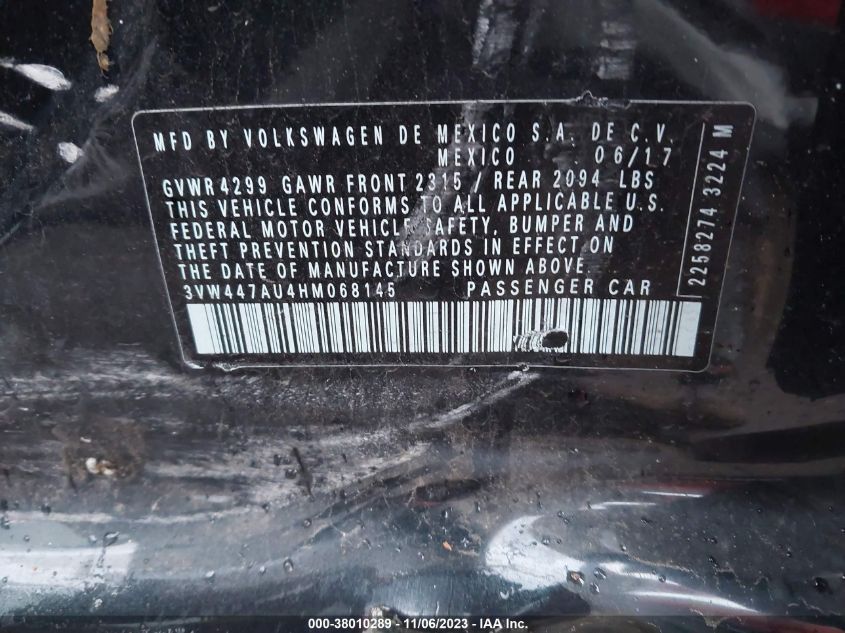 MFD BY VOLKSWAGEN DE MEXICO S.A. DE C.V.
MEXICO 06/17
GVWR 4299 GAWR FRONT 2315 / REAR 2094 LBS
THIS VEHICLE CONFORMS TO ALL APPLICABLE U.S.
FEDERAL MOTOR VEHICLE SAFETY, BUMPER AND
THEFT PREVENTION STANDARDS IN EFFECT ON
THE DATE OF MANUFACTURE SHOWN ABOVE.
3VW447AU4HM068145 PASSENGER CAR
2258274 3224 M
000-38010289 - 11/06/2023 - IAA Inc.